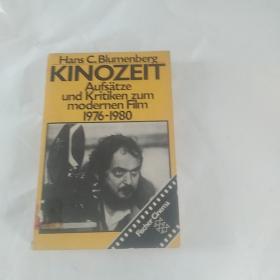 Hans C. Blumenberg
KINOZEIT
Aufsätze
und Kritiken zum
modernen Film
1976-1980
Fischer Cinema